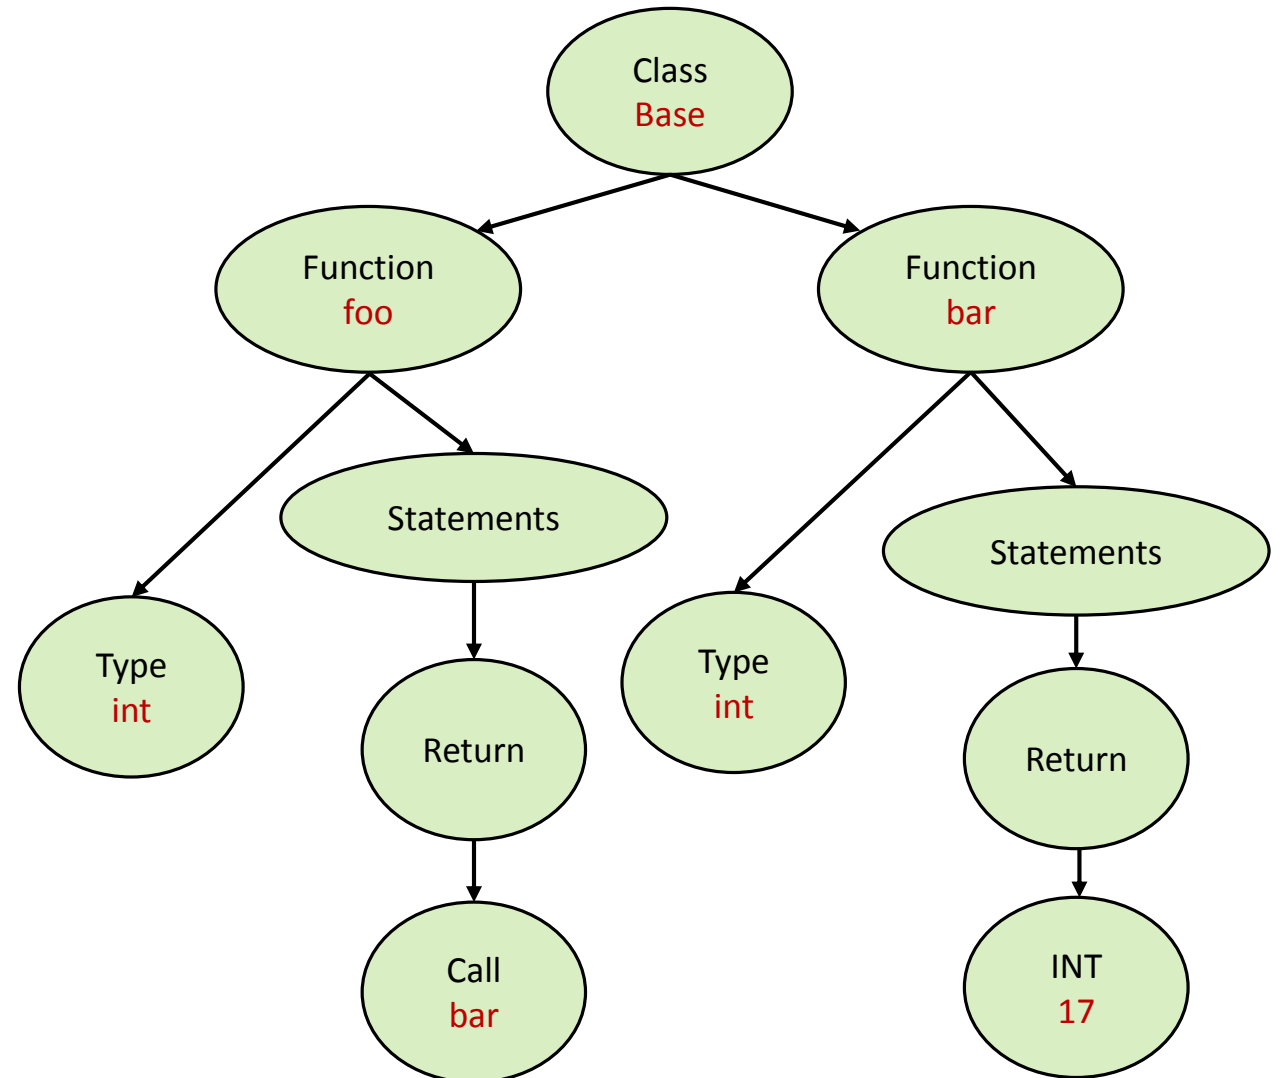 Class
Base
Function
foo
Function
bar
Statements
Statements
Type
int
Type
int
Return
Return
Call
bar
INT
17